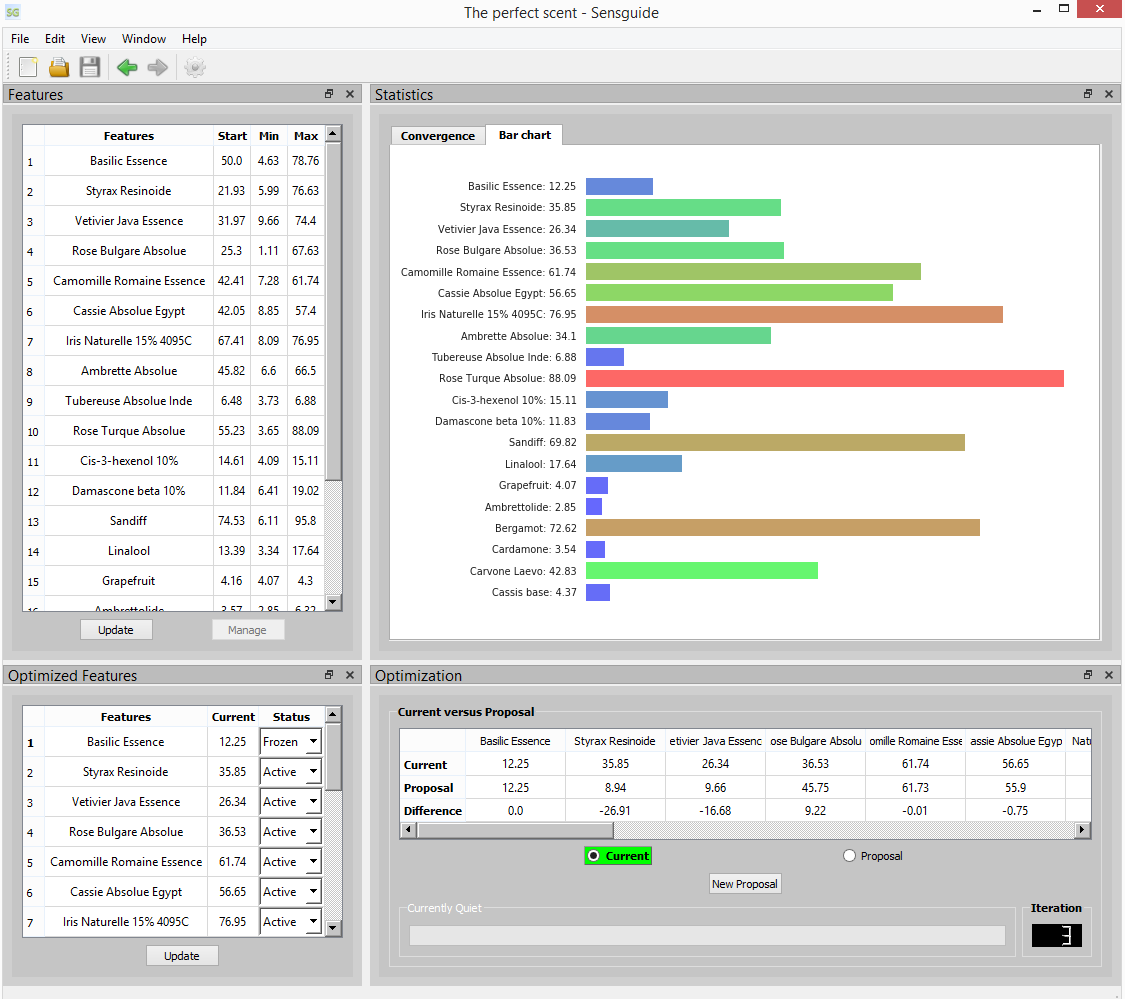 SG
The perfect scent - Sensguide
File Edit View Window Help
Features
Features Start Min Max
1 Basilic Essence 50.0 4.63 78.76
2 Styrax Resinoide 21.93 5.99 76.63
3 Vetivier Java Essence 31.97 9.66 74.4
4 Rose Bulgare Absolue 25.3 1.11 67.63
5 Camomille Romaine Essence 42.41 7.28 61.74
6 Cassie Absolue Egypt 42.05 8.85 57.4
7 Iris Naturelle 15% 4095C 67.41 8.09 76.95
8 Ambrette Absolue 45.82 6.6 66.5
9 Tubereuse Absolue Inde 6.48 3.73 6.88
10 Rose Turque Absolue 55.23 3.65 88.09
11 Cis-3-hexenol 10% 14.61 4.09 15.11
12 Damascone beta 10% 11.84 6.41 19.02
13 Sandiff 74.53 6.11 95.8
14 Linalool 13.39 3.34 17.64
15 Grapefruit 4.16 4.07 4.3
16 Ambrettolide 3.57 2.85 6.32
Update Manage
Statistics
Convergence Bar chart
Basilic Essence: 12.25
Styrax Resinoide: 35.85
Vetivier Java Essence: 26.34
Rose Bulgare Absolue: 36.53
Camomille Romaine Essence: 61.74
Cassie Absolue Egypt: 56.65
Iris Naturelle 15% 4095C: 76.95
Ambrette Absolue: 34.1
Tubereuse Absolue Inde: 6.88
Rose Turque Absolue: 88.09
Cis-3-hexenol 10%: 15.11
Damascone beta 10%: 11.83
Sandiff: 69.82
Linalool: 17.64
Grapefruit: 4.07
Ambrettolide: 2.85
Bergamot: 72.62
Cardamone: 3.54
Carvone Laevo: 42.83
Cassis base: 4.37
Optimized Features
Features Current Status
1 Basilic Essence 12.25 Frozen
2 Styrax Resinoide 35.85 Active
3 Vetivier Java Essence 26.34 Active
4 Rose Bulgare Absolue 36.53 Active
5 Camomille Romaine Essence 61.74 Active
6 Cassie Absolue Egypt 56.65 Active
7 Iris Naturelle 15% 4095C 76.95 Active
Update
Optimization
Current versus Proposal
Basilic Essence Styrax Resinoide etivier Java Essenc ose Bulgare Absolu omille Romaine Esse assie Absolue Egyp Natu
Current 12.25 35.85 26.34 36.53 61.74 56.65
Proposal 12.25 8.94 9.66 45.75 61.73 55.9
Difference 0.0 -26.91 -16.68 9.22 -0.01 -0.75
Current Proposal
New Proposal
Currently Quiet
Iteration
3